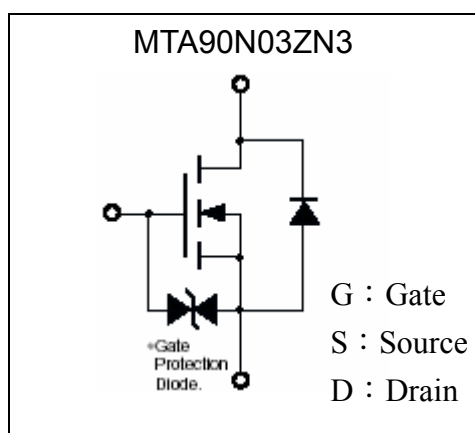 MTA90N03ZN3
G：Gate
S：Source
D：Drain
*Gate
Protection
Diode.